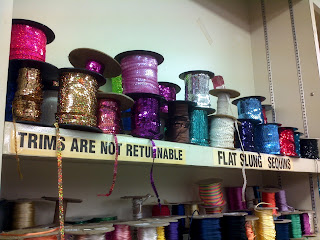 TRIMS ARE NOT RETURNABLE
FLAT SLUNG SEQUINS